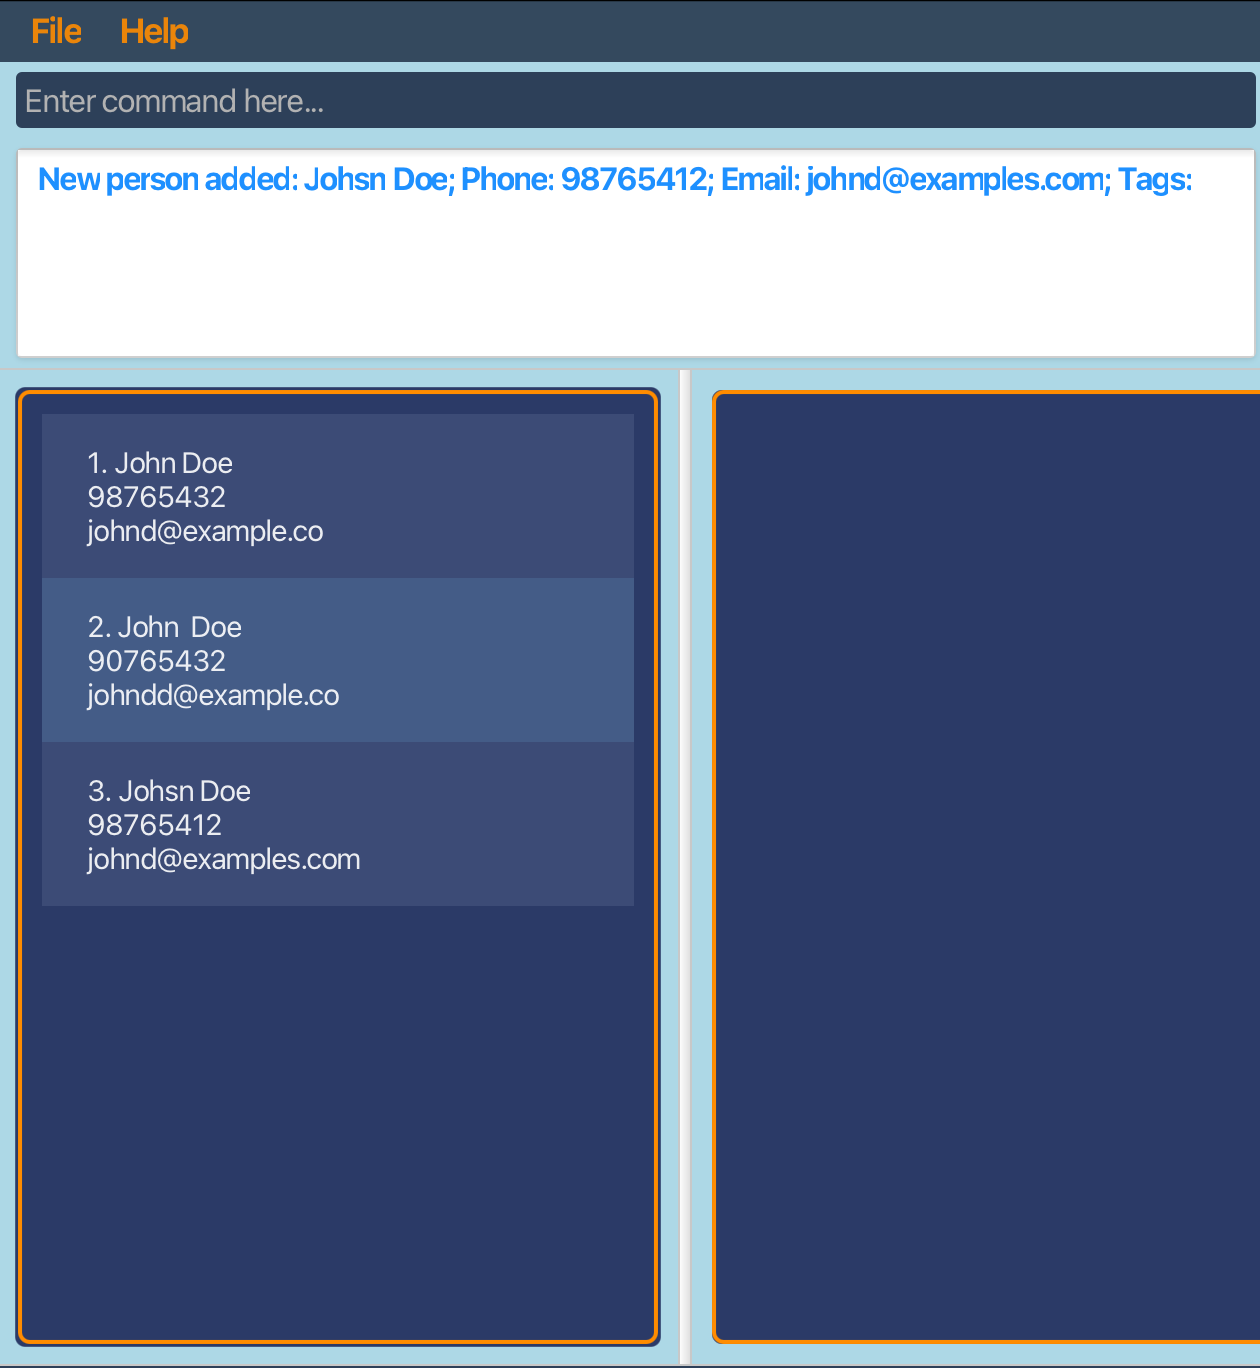 File Help
Enter command here...
New person added: Johsn Doe; Phone: 98765412; Email: johnd@examples.com; Tags:
1. John Doe
98765432
johnd@example.co
2. John  Doe
90765432
johndd@example.co
3. Johsn Doe
98765412
johnd@examples.com